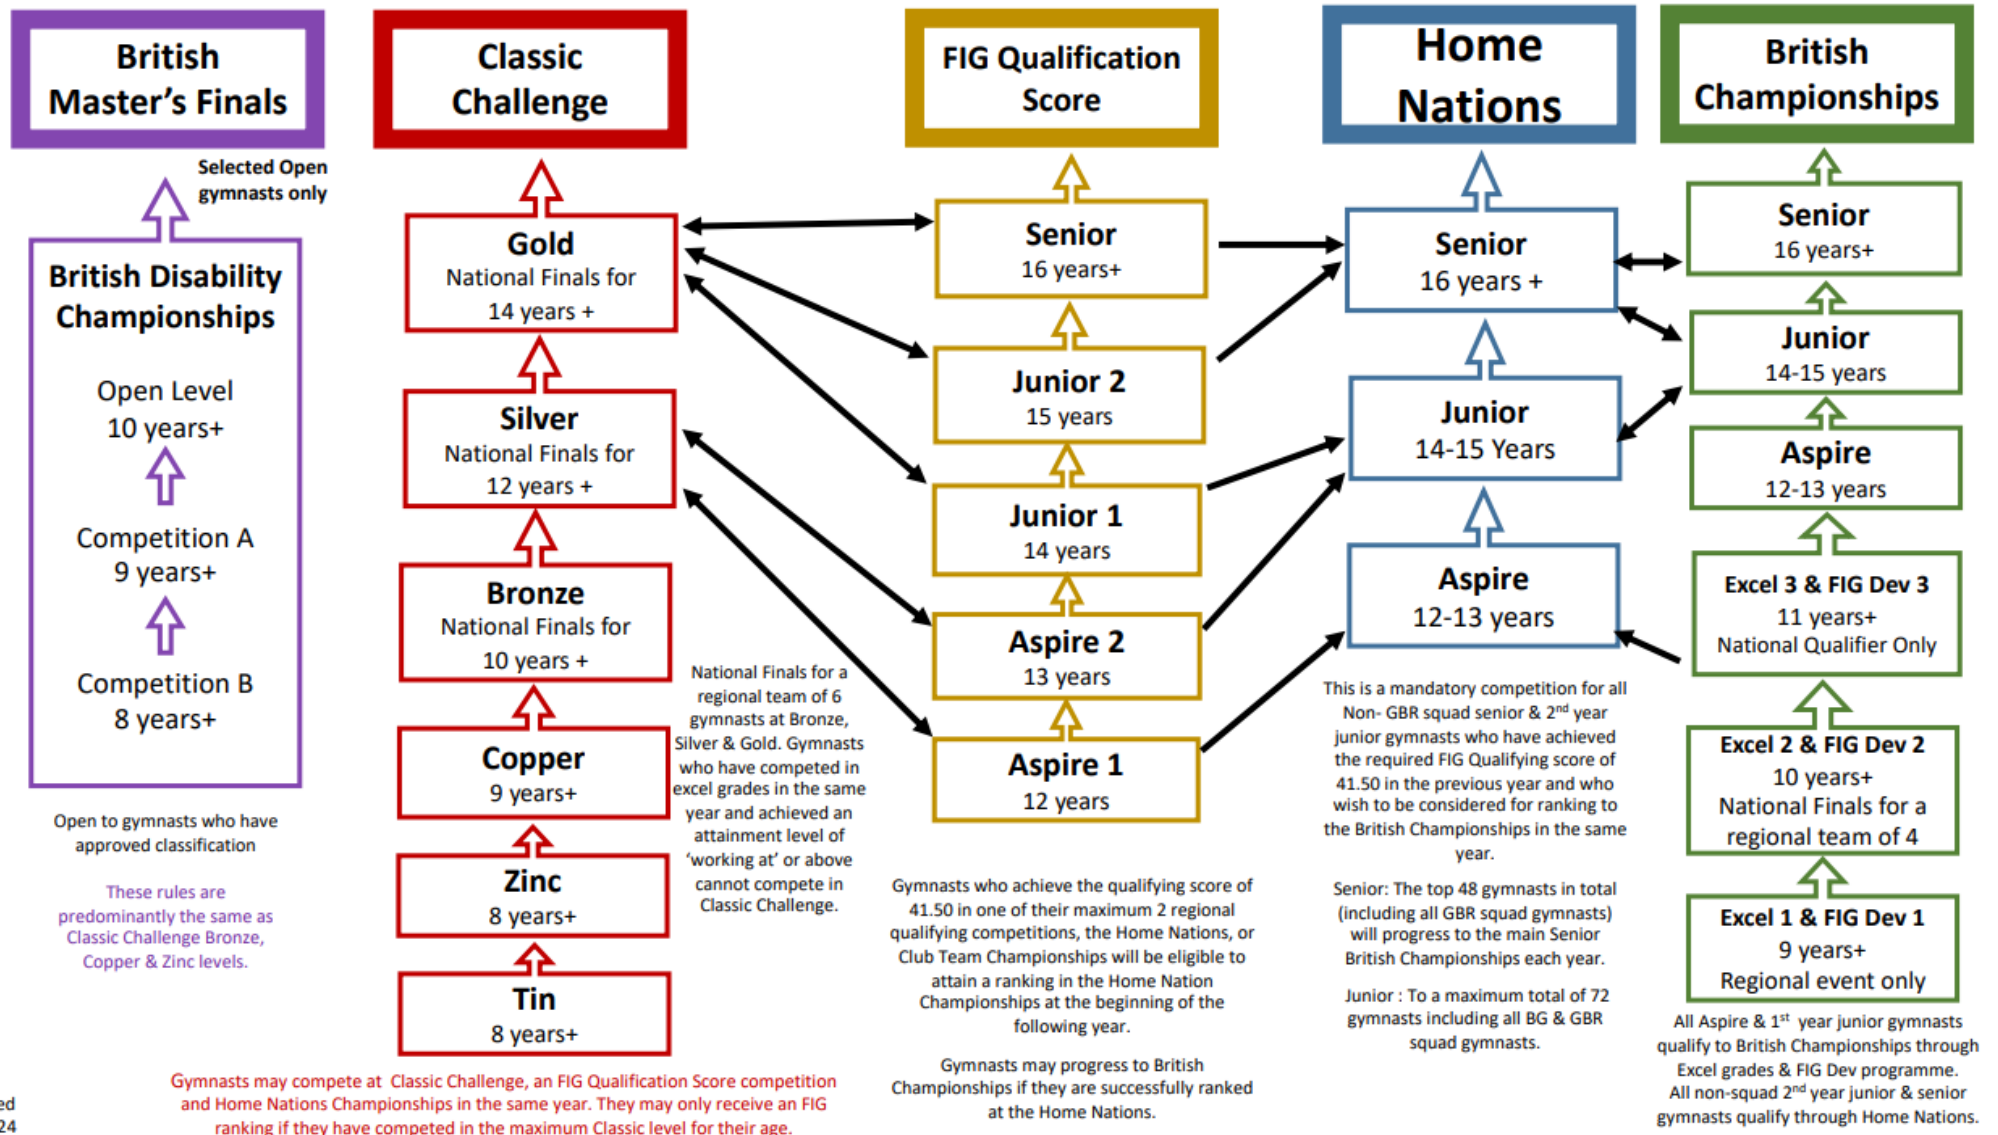 British
Master's Finals
Selected Open
gymnasts only
British Disability
Championships
Open Level
10 years+
Competition A
9 years+
Competition B
8 years+
Open to gymnasts who have
approved classification
These rules are
predominantly the same as
Classic Challenge Bronze,
Copper & Zinc levels.
Classic
Challenge
Gold
National Finals for
14 years +
Silver
National Finals for
12 years +
Bronze
National Finals for
10 years +
Copper
9 years+
Zinc
8 years+
Tin
8 years+
National Finals for a
regional team of 6
gymnasts at Bronze,
Silver & Gold. Gymnasts
who have competed in
excel grades in the same
year and achieved an
attainment level of
‘working at’ or above
cannot compete in
Classic Challenge.
Gymnasts may compete at Classic Challenge, an FIG Qualification Score competition
and Home Nations Championships in the same year. They may only receive an FIG
ranking if they have competed in the maximum Classic level for their age.
FIG Qualification
Score
Senior
16 years+
Junior 2
15 years
Junior 1
14 years
Aspire 2
13 years
Aspire 1
12 years
Gymnasts who achieve the qualifying score of
41.50 in one of their maximum 2 regional
qualifying competitions, the Home Nations, or
Club Team Championships will be eligible to
attain a ranking in the Home Nation
Championships at the beginning of the
following year.
Gymnasts may progress to British
Championships if they are successfully ranked
at the Home Nations.
Home
Nations
Senior
16 years +
Junior
14-15 Years
Aspire
12-13 years
This is a mandatory competition for all
Non- GBR squad senior & 2nd year
junior gymnasts who have achieved
the required FIG Qualifying score of
41.50 in the previous year and who
wish to be considered for ranking to
the British Championships in the same
year.
Senior: The top 48 gymnasts in total
(including all GBR squad gymnasts)
will progress to the main Senior
British Championships each year.
Junior : To a maximum total of 72
gymnasts including all BG & GBR
squad gymnasts.
British
Championships
Senior
16 years+
Junior
14-15 years
Aspire
12-13 years
Excel 3 & FIG Dev 3
11 years+
National Qualifier Only
Excel 2 & FIG Dev 2
10 years+
National Finals for a
regional team of 4
Excel 1 & FIG Dev 1
9 years+
Regional event only
All Aspire & 1st year junior gymnasts
qualify to British Championships through
Excel grades & FIG Dev programme.
All non-squad 2nd year junior & senior
gymnasts qualify through Home Nations.
ed
24